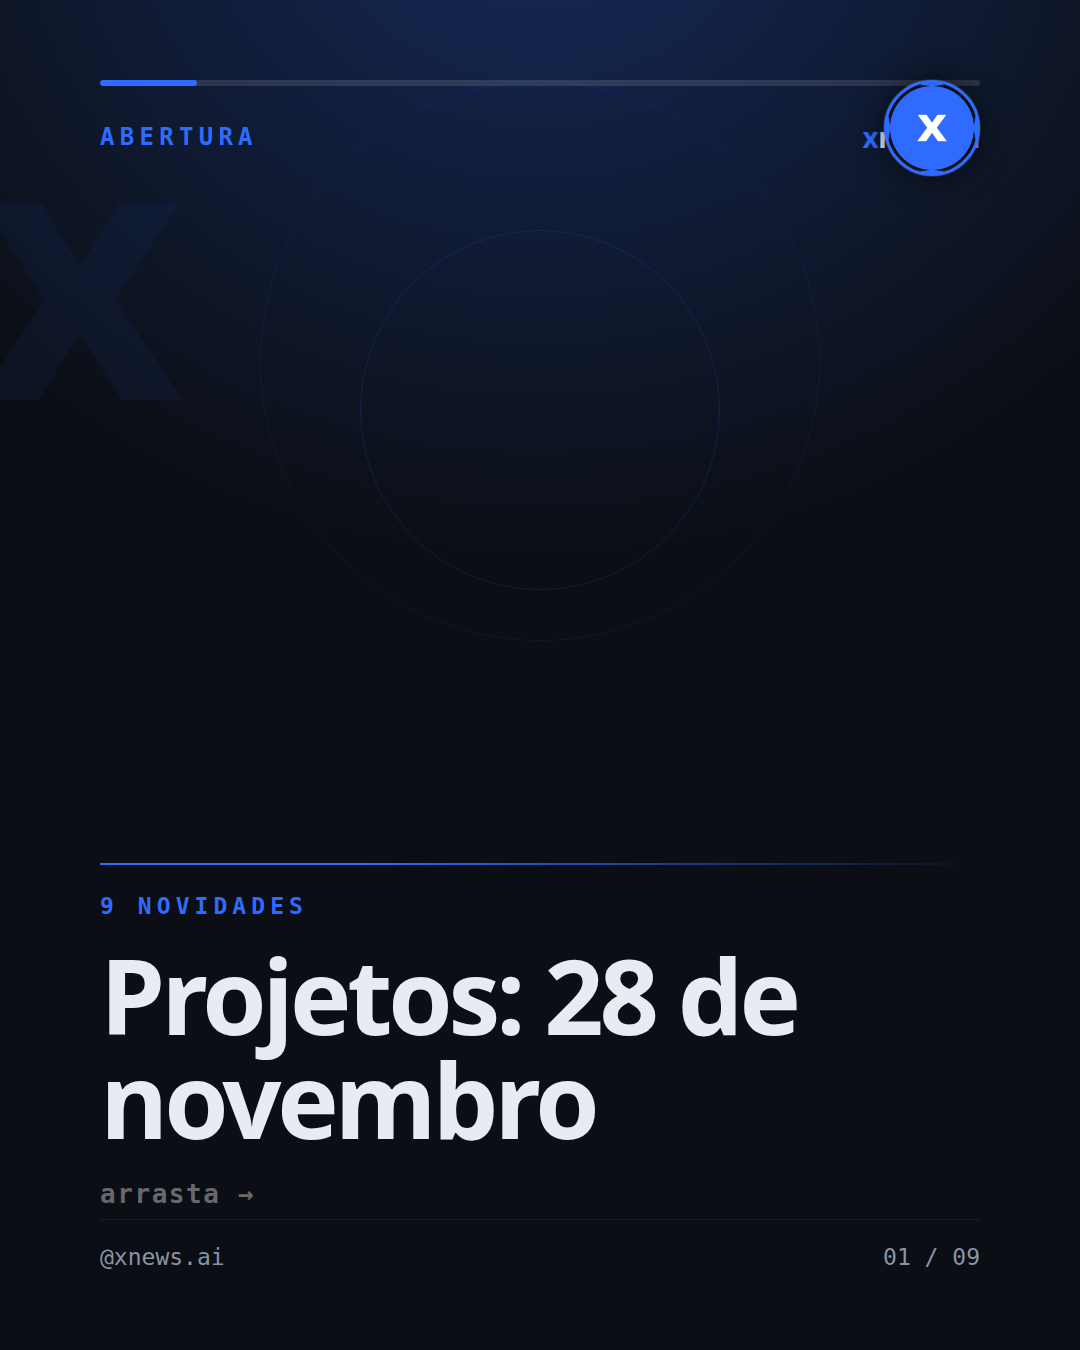 ABERTURA
x
x
9 NOVIDADES
Projetos: 28 de
novembro
arrasta →
@xnews.ai
01 / 09